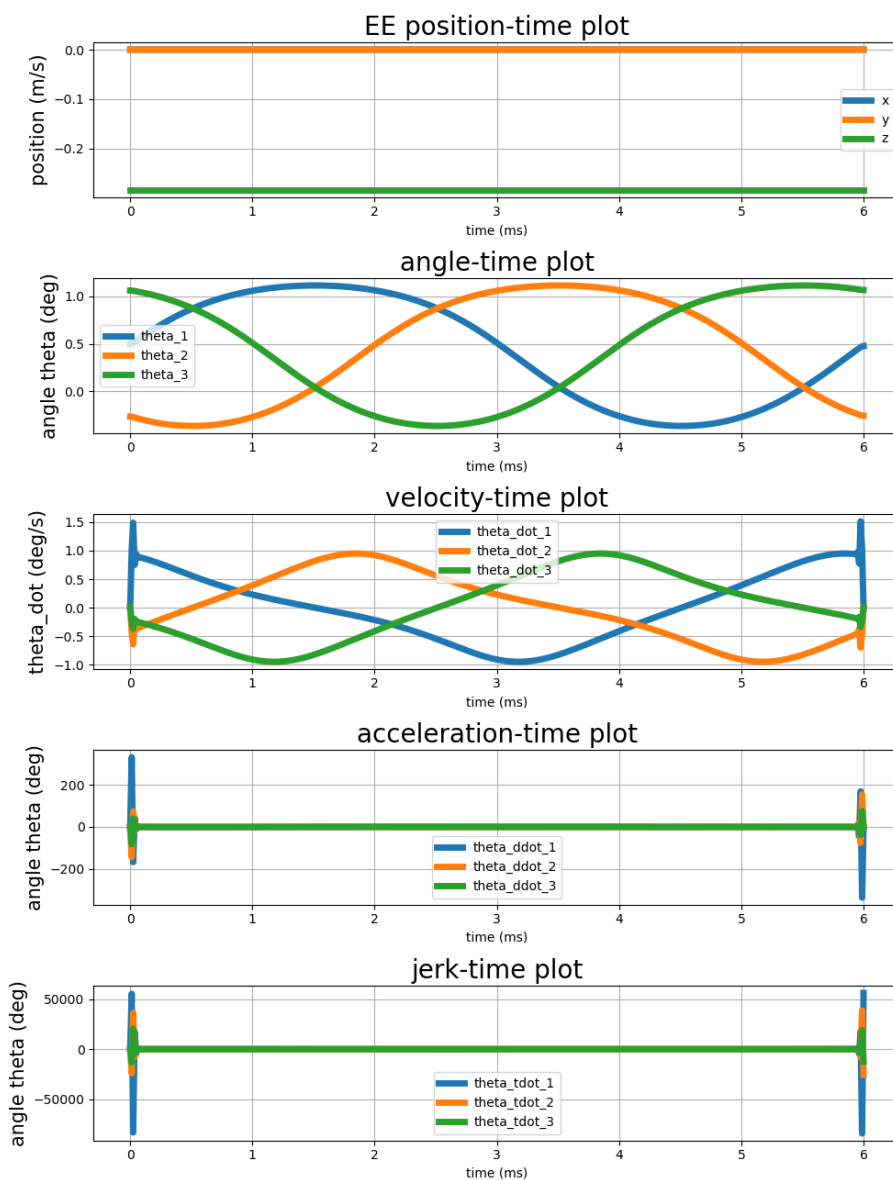 EE position-time plot
position (m/s)
0.0
−0.1
−0.2
x
y
z
0 1 2 3 4 5 6
time (ms)
angle-time plot
angle theta (deg)
1.0
0.5
0.0
theta_1
theta_2
theta_3
0 1 2 3 4 5 6
time (ms)
velocity-time plot
theta_dot (deg/s)
1.5
1.0
0.5
0.0
−0.5
−1.0
theta_dot_1
theta_dot_2
theta_dot_3
0 1 2 3 4 5 6
time (ms)
acceleration-time plot
angle theta (deg)
200
0
−200
theta_ddot_1
theta_ddot_2
theta_ddot_3
0 1 2 3 4 5 6
time (ms)
jerk-time plot
angle theta (deg)
50000
0
−50000
theta_tdot_1
theta_tdot_2
theta_tdot_3
0 1 2 3 4 5 6
time (ms)